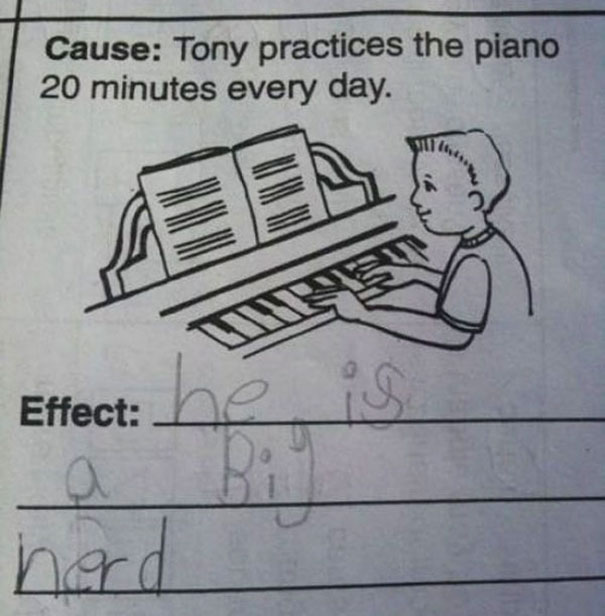 Cause: Tony practices the piano
20 minutes every day.
Effect: he is
a Big
nerd